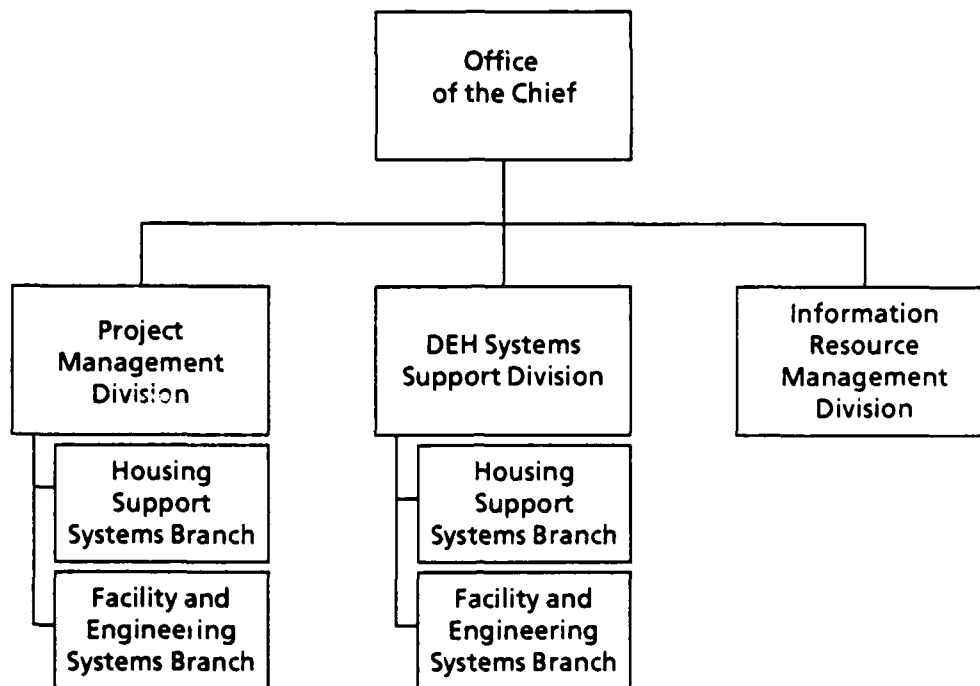 Office
of the Chief
Project
Management
Division
DEH Systems
Support Division
Information
Resource
Management
Division
Housing
Support
Systems Branch
Facility and
Engineering
Systems Branch
Housing
Support
Systems Branch
Facility and
Engineering
Systems Branch